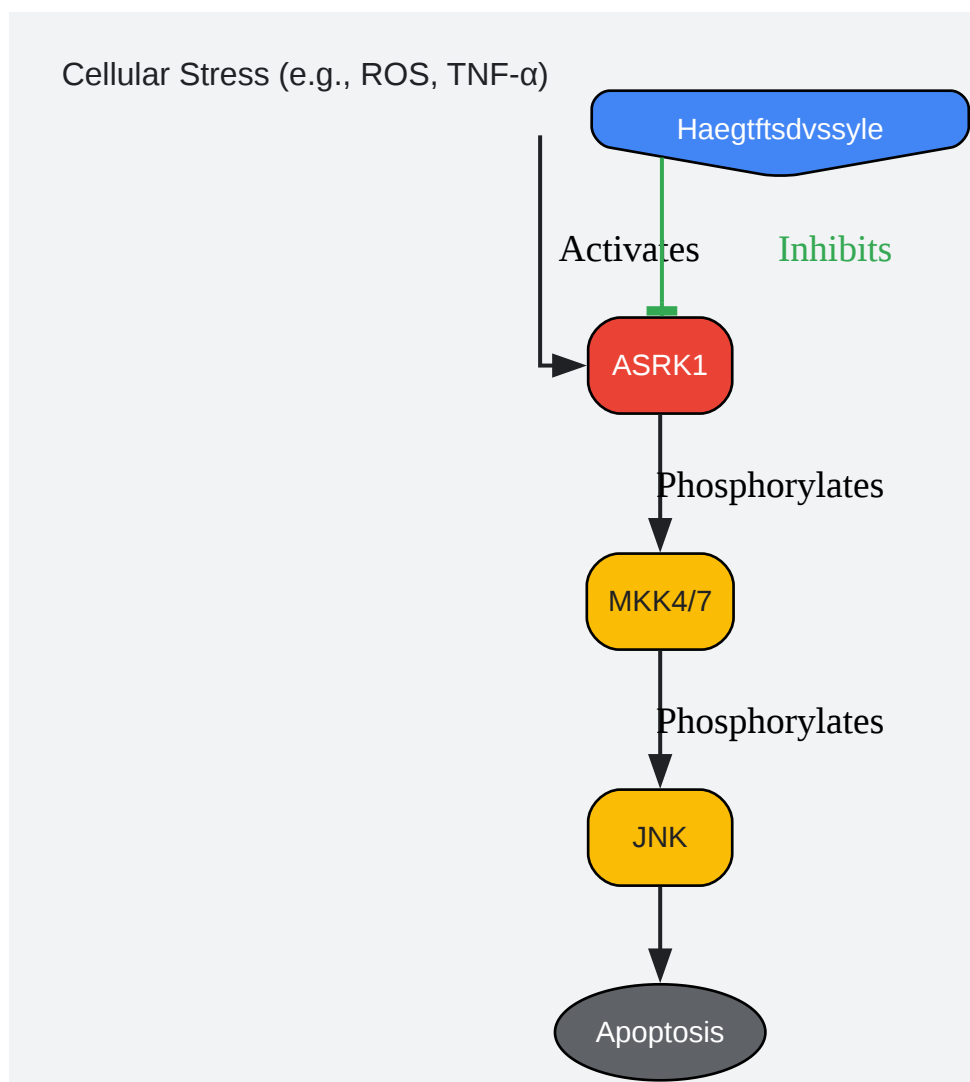 Cellular Stress (e.g., ROS, TNF-α)
Haegtftsdvssyle
Activates
Inhibits
ASRK1
Phosphorylates
MKK4/7
Phosphorylates
JNK
Apoptosis